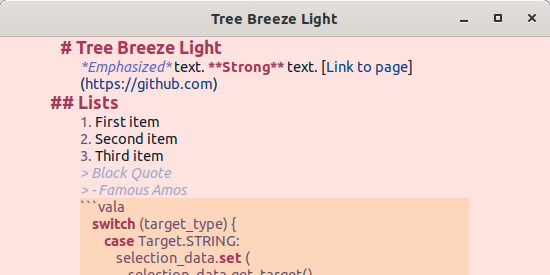 Tree Breeze Light
# Tree Breeze Light
*Emphasized* text. **Strong** text. [Link to page]
(https://github.com)
## Lists
1. First item
2. Second item
3. Third item
> Block Quote
> - Famous Amos
```vala
switch (target_type) {
case Target.STRING:
selection_data.set (
selection_data.get_target()